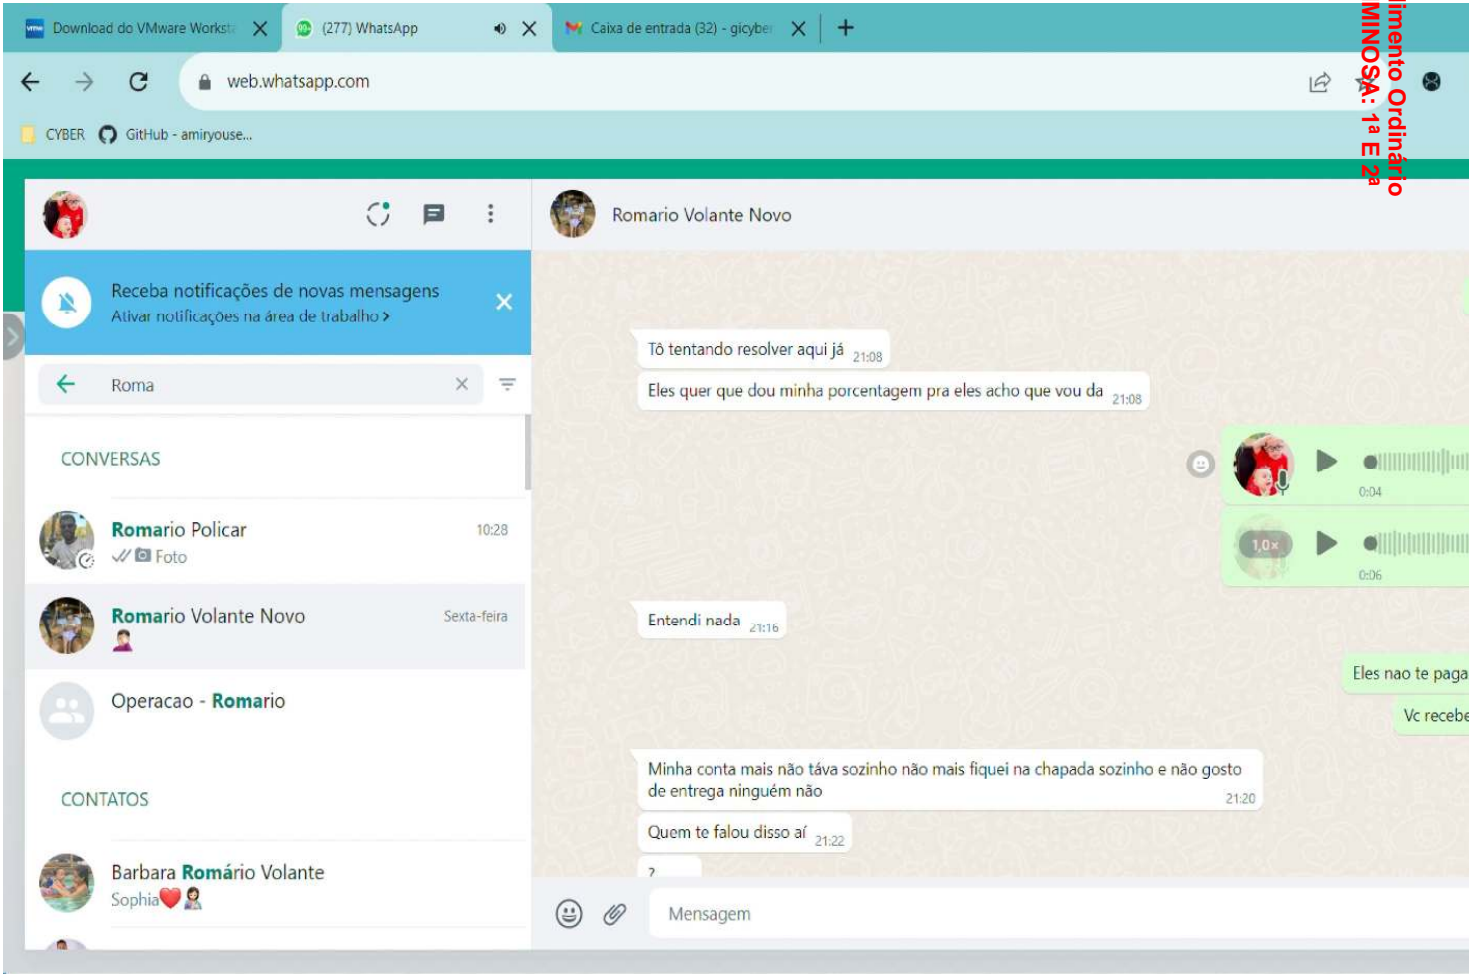 Download do VMware Workst
(277) WhatsApp
Caixa de entrada (32) - gicyber
web.whatsapp.com
CYBER
GitHub - amiryouse...
limento Ordinário
MINOSA: 1ª E 2ª
Romario Volante Novo
Receba notificações de novas mensagens
Ativar notificações na área de trabalho >
Roma
CONVERSAS
Romario Policar 10:28
Foto
Romario Volante Novo Sexta-feira
Operacao - Romario
CONTATOS
Barbara Romário Volante
Sophia
Tô tentando resolver aqui já 21:08
Eles quer que dou minha porcentagem pra eles acho que vou da 21:08
0:04
1,0×
0:06
Entendi nada 21:16
Eles nao te paga
Vc recebe
Minha conta mais não táva sozinho não mais fiquei na chapada sozinho e não gosto
de entrega ninguém não 21:20
Quem te falou disso aí 21:22
?
Mensagem